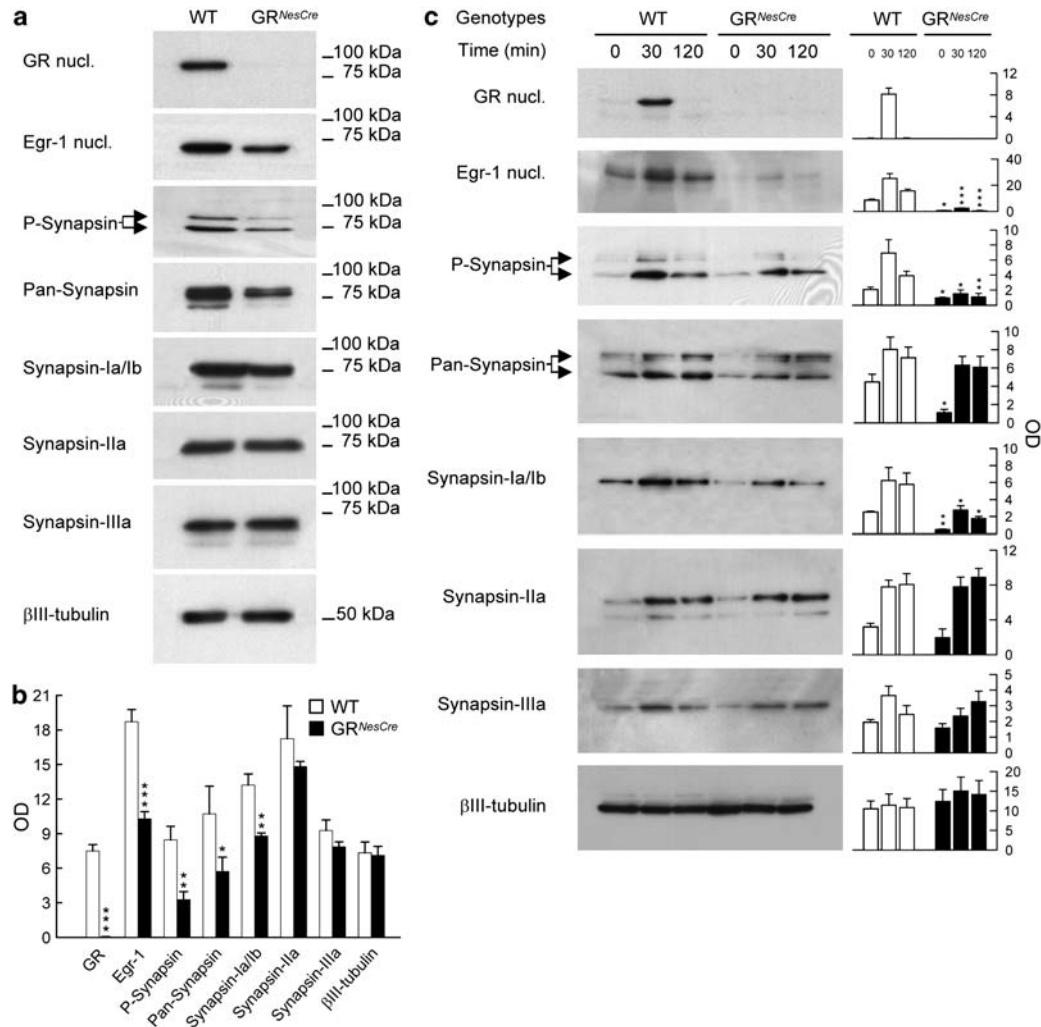 a
WT GR^NesCre
GR nucl.
100 kDa
75 kDa
Egr-1 nucl.
100 kDa
75 kDa
P-Synapsin
100 kDa
75 kDa
Pan-Synapsin
100 kDa
75 kDa
Synapsin-Ia/Ib
100 kDa
75 kDa
Synapsin-IIa
100 kDa
75 kDa
Synapsin-IIIa
100 kDa
75 kDa
βIII-tubulin
50 kDa
b
OD
21
18
15
12
9
6
3
0
WT
GR^NesCre
***
***
**
*
**
GR
Egr-1
P-Synapsin
Pan-Synapsin
Synapsin-Ia/Ib
Synapsin-IIa
Synapsin-IIIa
βIII-tubulin
c
Genotypes WT GR^NesCre WT GR^NesCre
Time (min) 0 30 120 0 30 120 0 30 120 0 30 120
GR nucl.
12
8
4
0
Egr-1 nucl.
40
20
0
* *** ***
P-Synapsin
10
8
6
4
2
0
* * **
Pan-Synapsin
10
8
6
4
2
0
*
OD
Synapsin-Ia/Ib
10
8
6
4
2
0
** * *
Synapsin-IIa
12
8
4
0
Synapsin-IIIa
5
4
3
2
1
0
βIII-tubulin
20
15
10
5
0